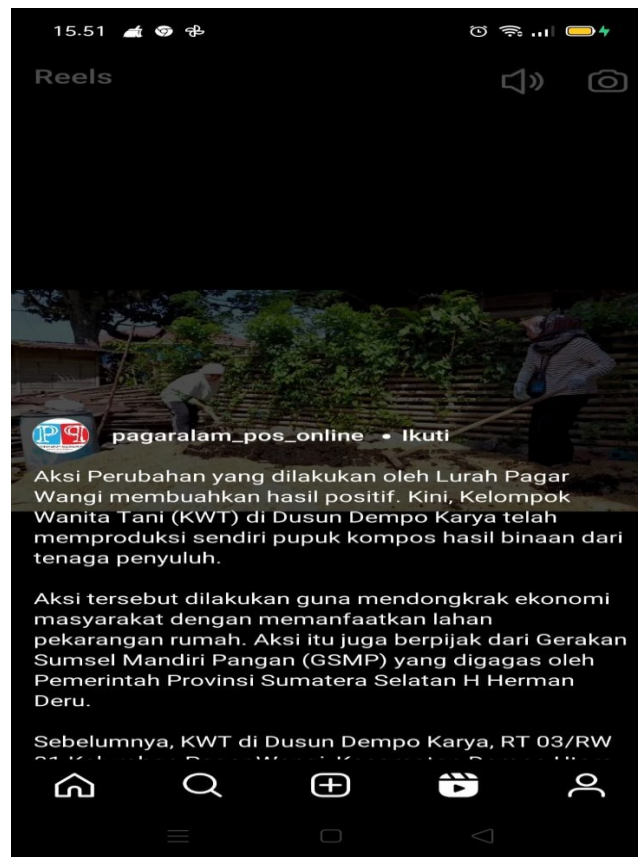 15.51
Reels
pagaralam_pos_online • Ikuti
Aksi Perubahan yang dilakukan oleh Lurah Pagar
Wangi membuahkan hasil positif. Kini, Kelompok
Wanita Tani (KWT) di Dusun Dempo Karya telah
memproduksi sendiri pupuk kompos hasil binaan dari
tenaga penyuluh.
Aksi tersebut dilakukan guna mendongkrak ekonomi
masyarakat dengan memanfaatkan lahan
pekarangan rumah. Aksi itu juga berpijak dari Gerakan
Sumsel Mandiri Pangan (GSMP) yang digagas oleh
Pemerintah Provinsi Sumatera Selatan H Herman
Deru.
Sebelumnya, KWT di Dusun Dempo Karya, RT 03/RW